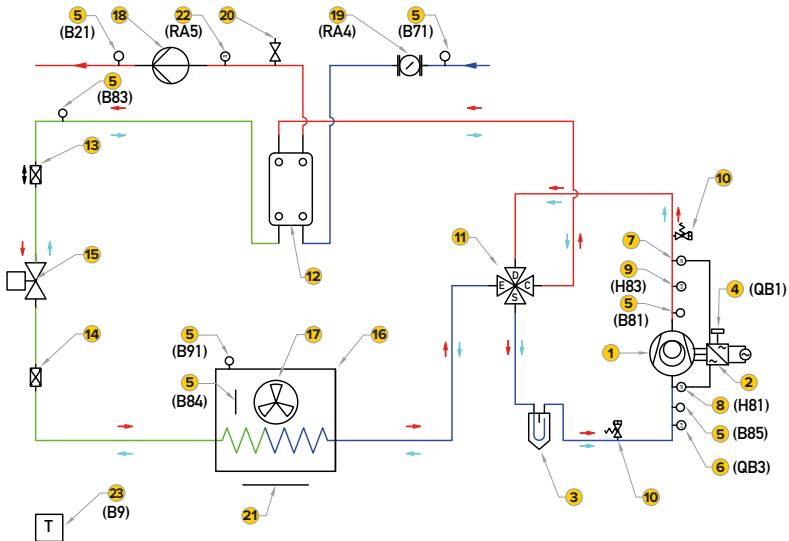 5 18 22 20 19 5
(B21) (RA5) (RA4) (B71)
5
(B83)
13
10
11
7
15
12
9
(H83)
4 (QB1)
D
E C
S
5
(B81)
14
5
(B91)
17
16
1
2
5
(B84)
8 (H81)
5 (B85)
6 (QB3)
3
10
21
23
(B9)
T